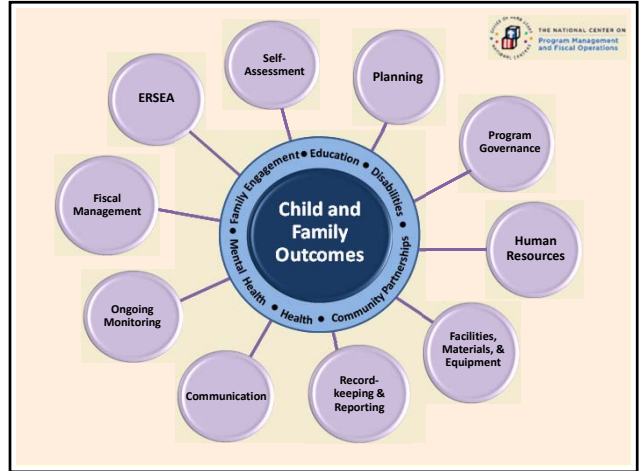 THE NATIONAL CENTER ON
Program Management
and Fiscal Operations
Self-
Assessment
Planning
ERSEA
Program
Governance
Fiscal
Management
Human
Resources
Ongoing
Monitoring
Facilities,
Materials, &
Equipment
Communication
Record-
keeping &
Reporting
• Family Engagement • Education • Disabilities •
Community Partnerships
• Health •
Mental Health
Child and
Family
Outcomes